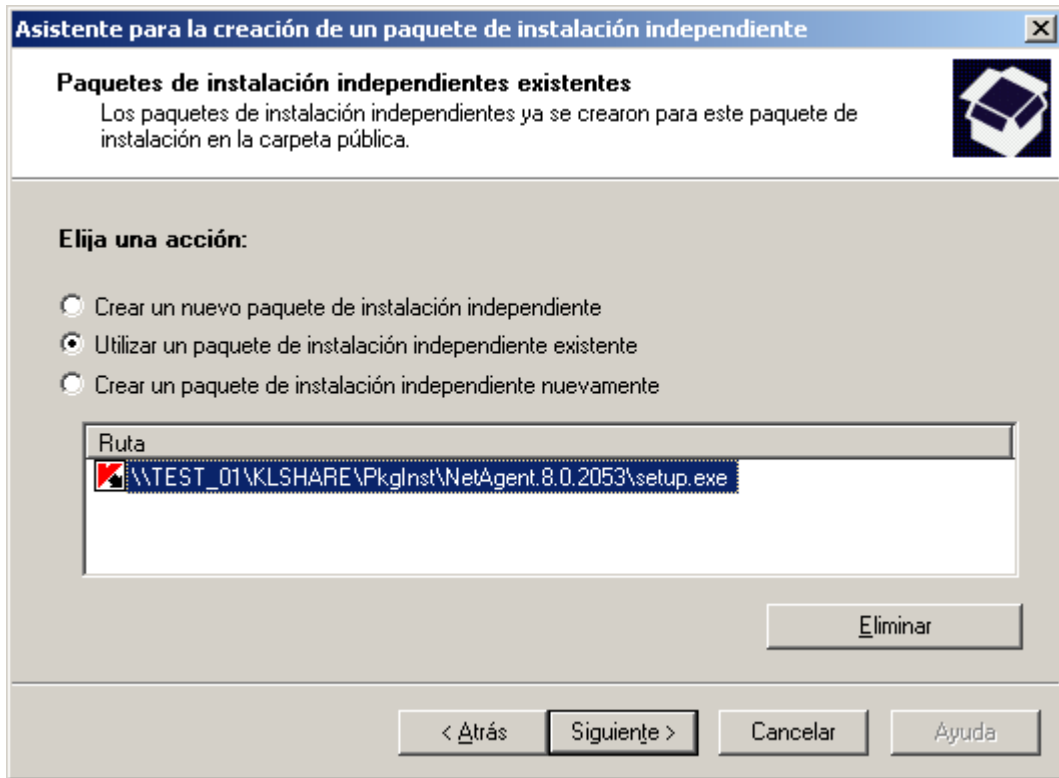 Asistente para la creación de un paquete de instalación independiente
Paquetes de instalación independientes existentes
Los paquetes de instalación independientes ya se crearon para este paquete de
instalación en la carpeta pública.
Elija una acción:
Crear un nuevo paquete de instalación independiente
Utilizar un paquete de instalación independiente existente
Crear un paquete de instalación independiente nuevamente
Ruta
\\TEST_01\KLSHARE\PkgInst\NetAgent.8.0.2053\setup.exe
Eliminar
< Atrás
Siguiente >
Cancelar
Ayuda